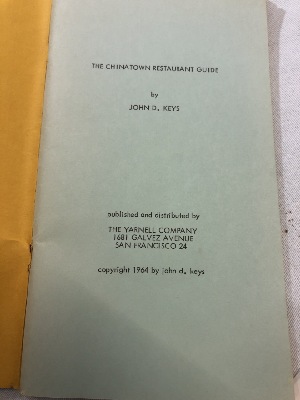 THE CHINATOWN RESTAURANT GUIDE
by
JOHN D. KEYS
published and distributed by
THE YARNELL COMPANY
1681 GALVEZ AVENUE
SAN FRANCISCO 24
copyright 1964 by john d. keys